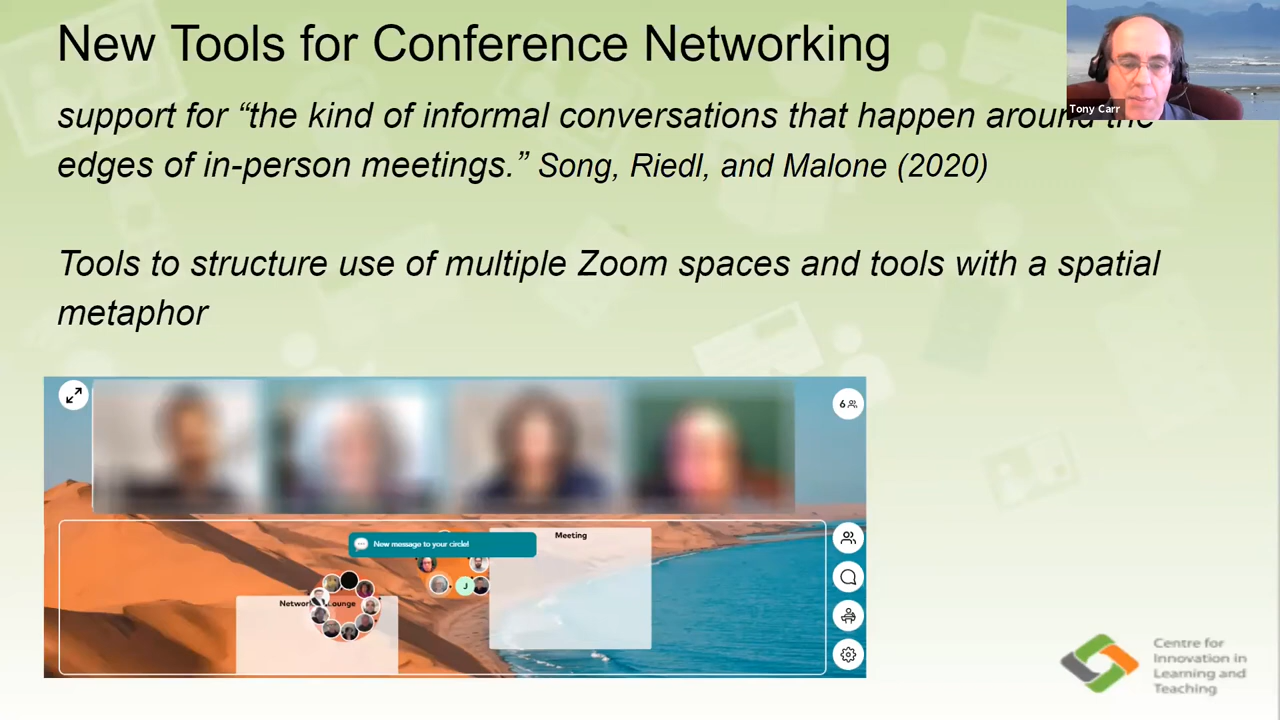 New Tools for Conference Networking
Tony Carr
support for “the kind of informal conversations that happen around the
edges of in-person meetings.” Song, Riedl, and Malone (2020)
Tools to structure use of multiple Zoom spaces and tools with a spatial
metaphor
6
New message to your circle!
Meeting
J
Lounge
Centre for
Innovation in
Learning and
Teaching